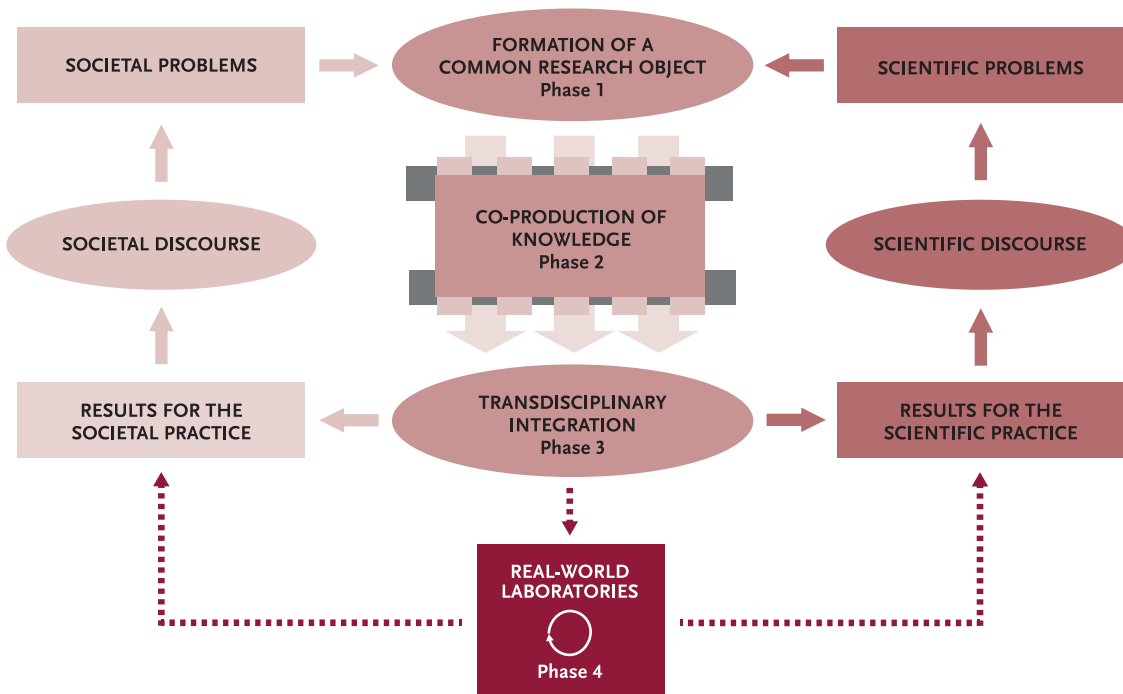 SOCIETAL PROBLEMS
FORMATION OF A
COMMON RESEARCH OBJECT
Phase 1
SCIENTIFIC PROBLEMS
SOCIETAL DISCOURSE
CO-PRODUCTION OF
KNOWLEDGE
Phase 2
SCIENTIFIC DISCOURSE
RESULTS FOR THE
SOCIETAL PRACTICE
TRANSDISCIPLINARY
INTEGRATION
Phase 3
RESULTS FOR THE
SCIENTIFIC PRACTICE
REAL-WORLD
LABORATORIES
Phase 4